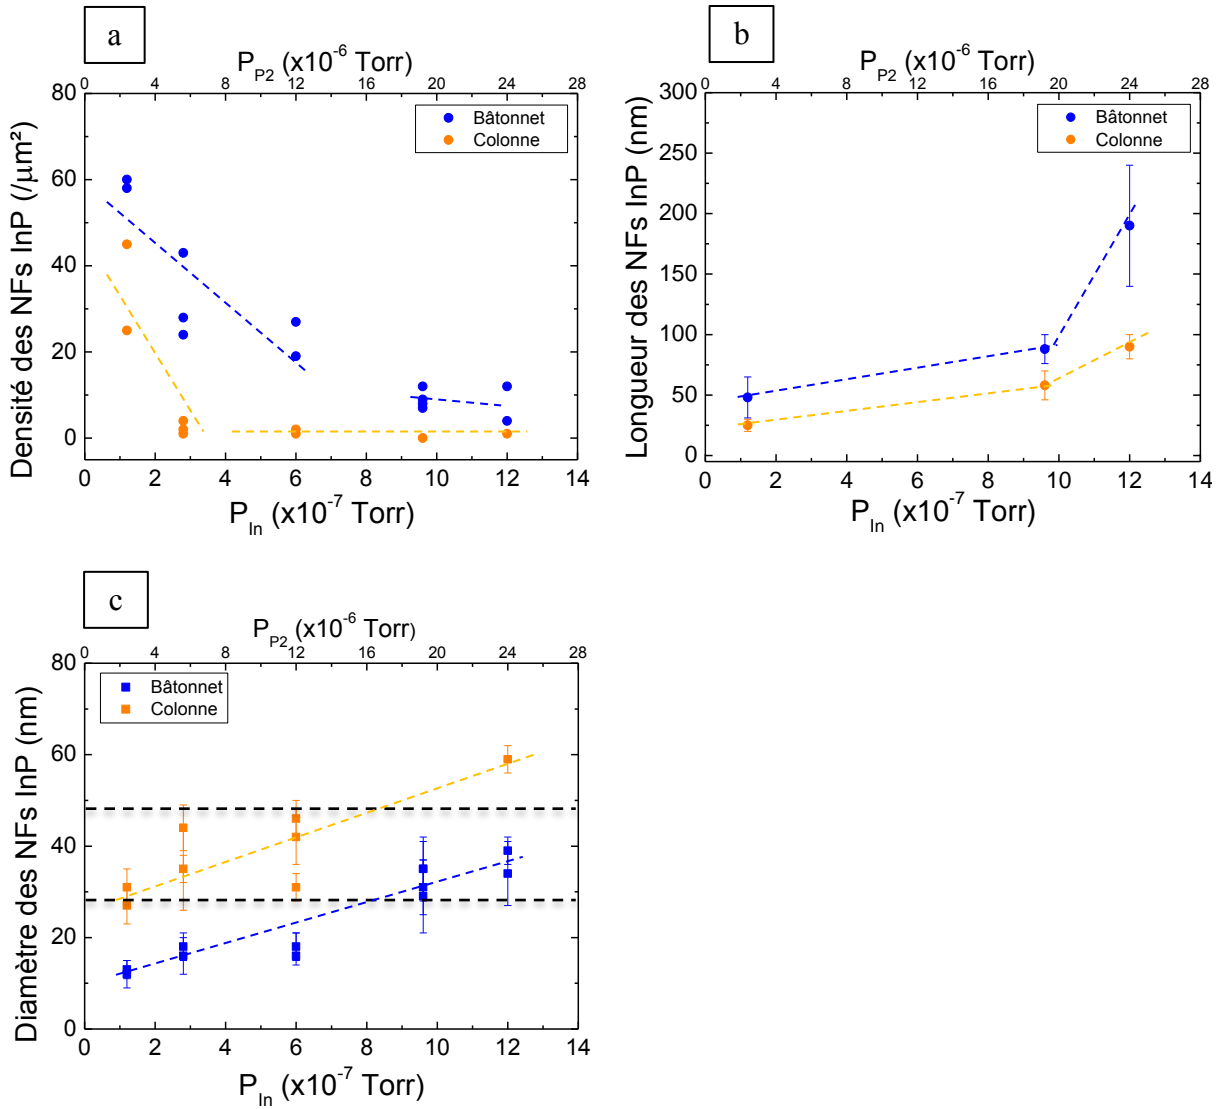 a
P_P2 (x10^-6 Torr)
0 4 8 12 16 20 24 28
80
60
40
20
0
Densité des NFs InP (/µm²)
Bâtonnet
Colonne
0 2 4 6 8 10 12 14
P_In (x10^-7 Torr)
b
P_P2 (x10^-6 Torr)
0 4 8 12 16 20 24 28
300
250
200
150
100
50
0
Longueur des NFs InP (nm)
Bâtonnet
Colonne
0 2 4 6 8 10 12 14
P_In (x10^-7 Torr)
c
P_P2 (x10^-6 Torr)
0 4 8 12 16 20 24 28
80
60
40
20
0
Diamètre des NFs InP (nm)
Bâtonnet
Colonne
0 2 4 6 8 10 12 14
P_In (x10^-7 Torr)